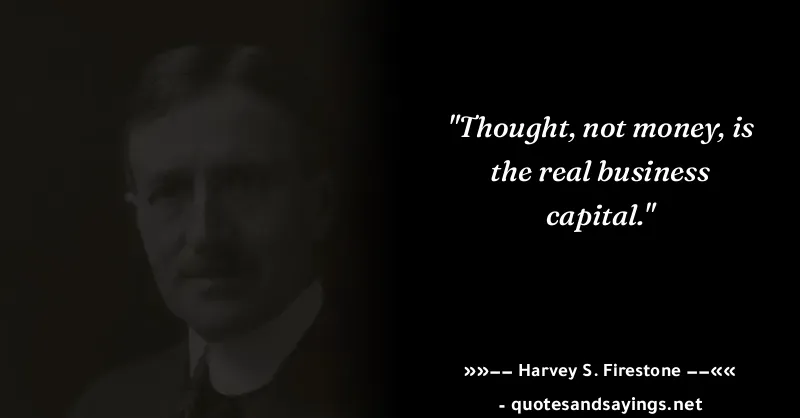 "Thought, not money, is
the real business
capital."
»»–– Harvey S. Firestone ––««
- quotesandsayings.net